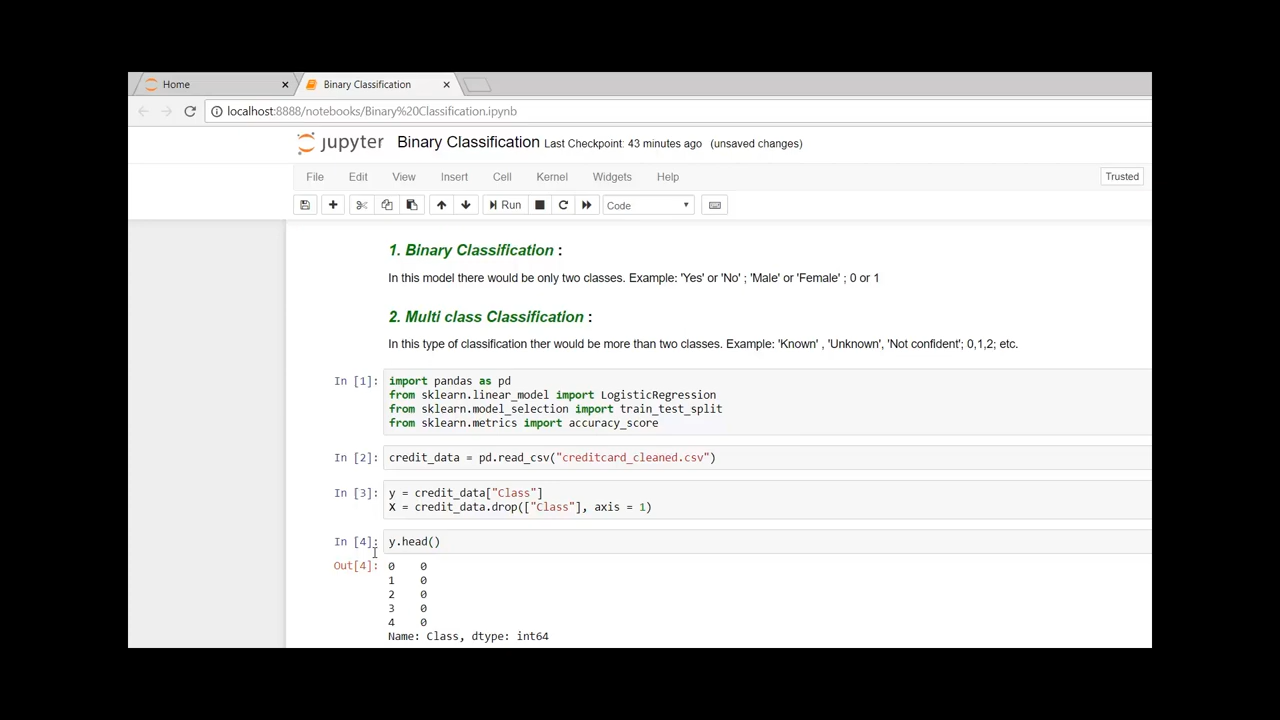 Home
Binary Classification
localhost:8888/notebooks/Binary%20Classification.ipynb
jupyter Binary Classification Last Checkpoint: 43 minutes ago (unsaved changes)
File Edit View Insert Cell Kernel Widgets Help Trusted
Run Code
1. Binary Classification :
In this model there would be only two classes. Example: 'Yes' or 'No' ; 'Male' or 'Female' ; 0 or 1
2. Multi class Classification :
In this type of classification ther would be more than two classes. Example: 'Known' , 'Unknown', 'Not confident'; 0,1,2; etc.
In [1]: import pandas as pd
from sklearn.linear_model import LogisticRegression
from sklearn.model_selection import train_test_split
from sklearn.metrics import accuracy_score
In [2]: credit_data = pd.read_csv("creditcard_cleaned.csv")
In [3]: y = credit_data["Class"]
X = credit_data.drop(["Class"], axis = 1)
In [4]: y.head()
Out[4]: 0 0
1 0
2 0
3 0
4 0
Name: Class, dtype: int64